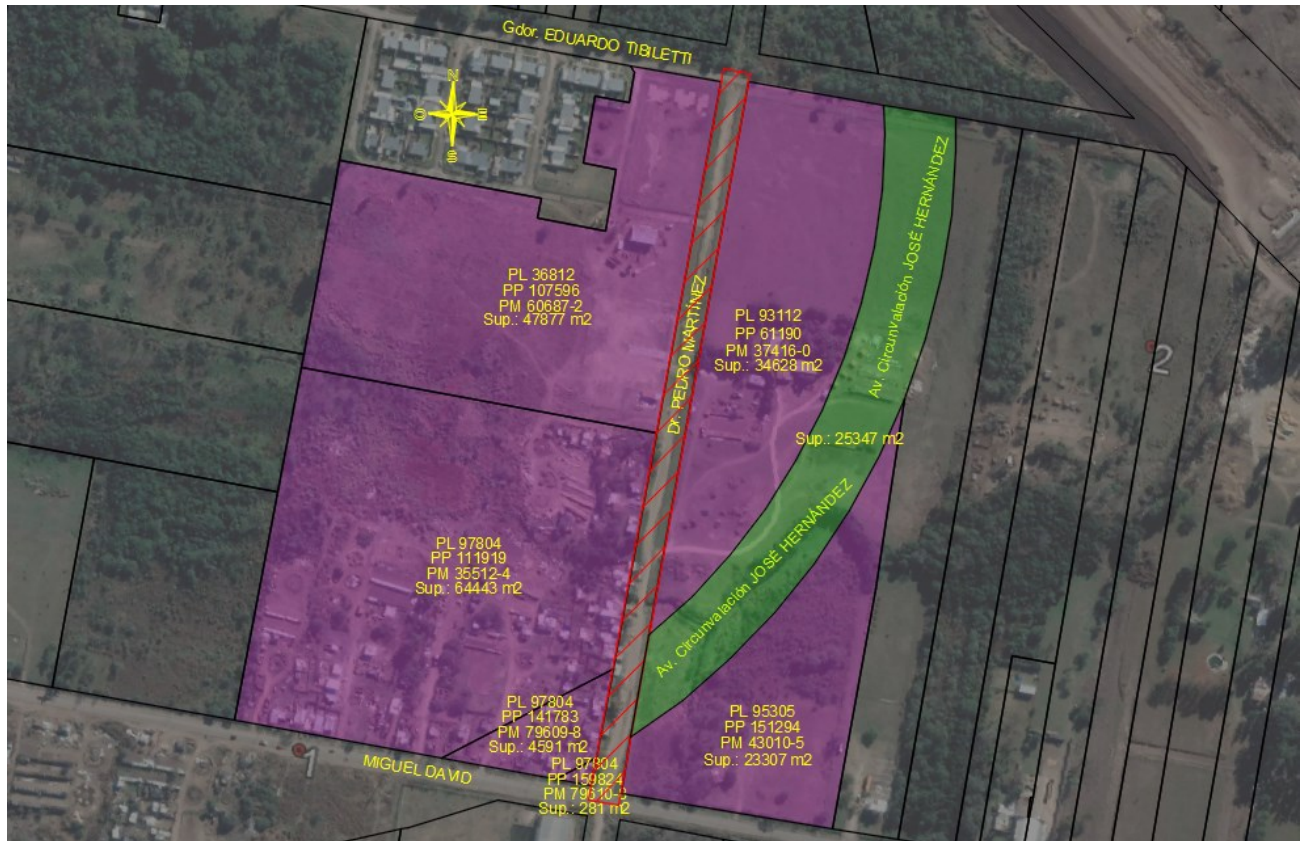 Gdor. EDUARDO TIBILETTI
N
O
E
S
PL 36812
PP 107596
PM 60687-2
Sup.: 47877 m2
Dr. PEDRO MARTÍNEZ
PL 93112
PP 61190
PM 37416-0
Sup.: 34628 m2
Av. Circunvalación JOSÉ HERNÁNDEZ
2
Sup.: 25347 m2
Av. Circunvalación JOSÉ HERNÁNDEZ
PL 97804
PP 111919
PM 35512-4
Sup.: 64443 m2
PL 97804
PP 141783
PM 79609-8
Sup.: 4591 m2
PL 95305
PP 151294
PM 43010-5
Sup.: 23307 m2
1
MIGUEL DAVID
PL 97804
PP 159824
Sup.: 281 m2